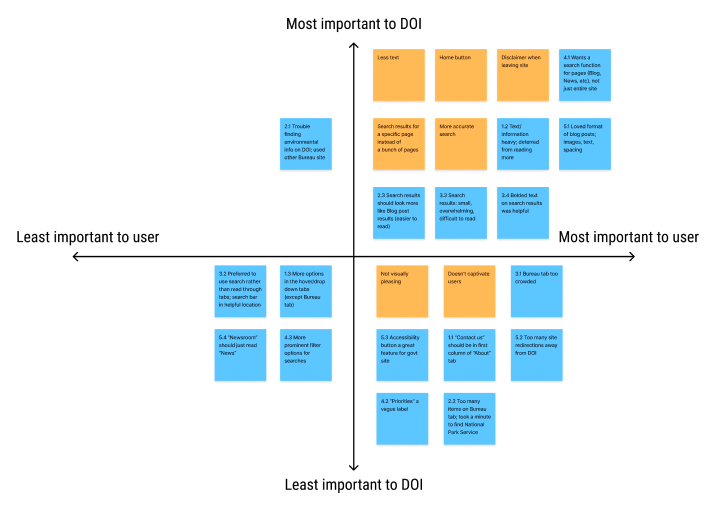 Most important to DOI
Less text
Home button
Disclaimer when
leaving site
4.1 Wants a
search function
for pages (Blog,
News, etc), not
just entire site
2.1 Trouble
finding
environmental
info on DOI; used
other Bureau site
Search results for
a specific page
instead of
a bunch of pages
More accurate
search
1.2 Text/
information
heavy; deterred
from reading
more
5.1 Loved format
of blog posts;
images, text,
spacing
2.3 Search results
should look more
like Blog post
results (easier to
read)
3.3 Search
results: small,
overwhelming,
difficult to read
3.4 Bolded text
on search results
was helpful
Least important to user
Most important to user
3.2 Preferred to
use search rather
than read through
tabs; search bar
in helpful location
1.3 More options
in the hover/drop
down tabs
(except Bureau
tab)
Not visually
pleasing
Doesn't captivate
users
3.1 Bureau tab too
crowded
5.4 "Newsroom"
should just read
"News"
4.3 More
prominent filter
options for
searches
5.3 Accessibility
button a great
feature for govt
site
1.1 "Contact us"
should be in first
column of "About"
tab
5.2 Too many site
redirections away
from DOI
4.2 "Priorities" a
vague label
2.2 Too many
items on Bureau
tab; took a minute
to find National
Park Service
Least important to DOI